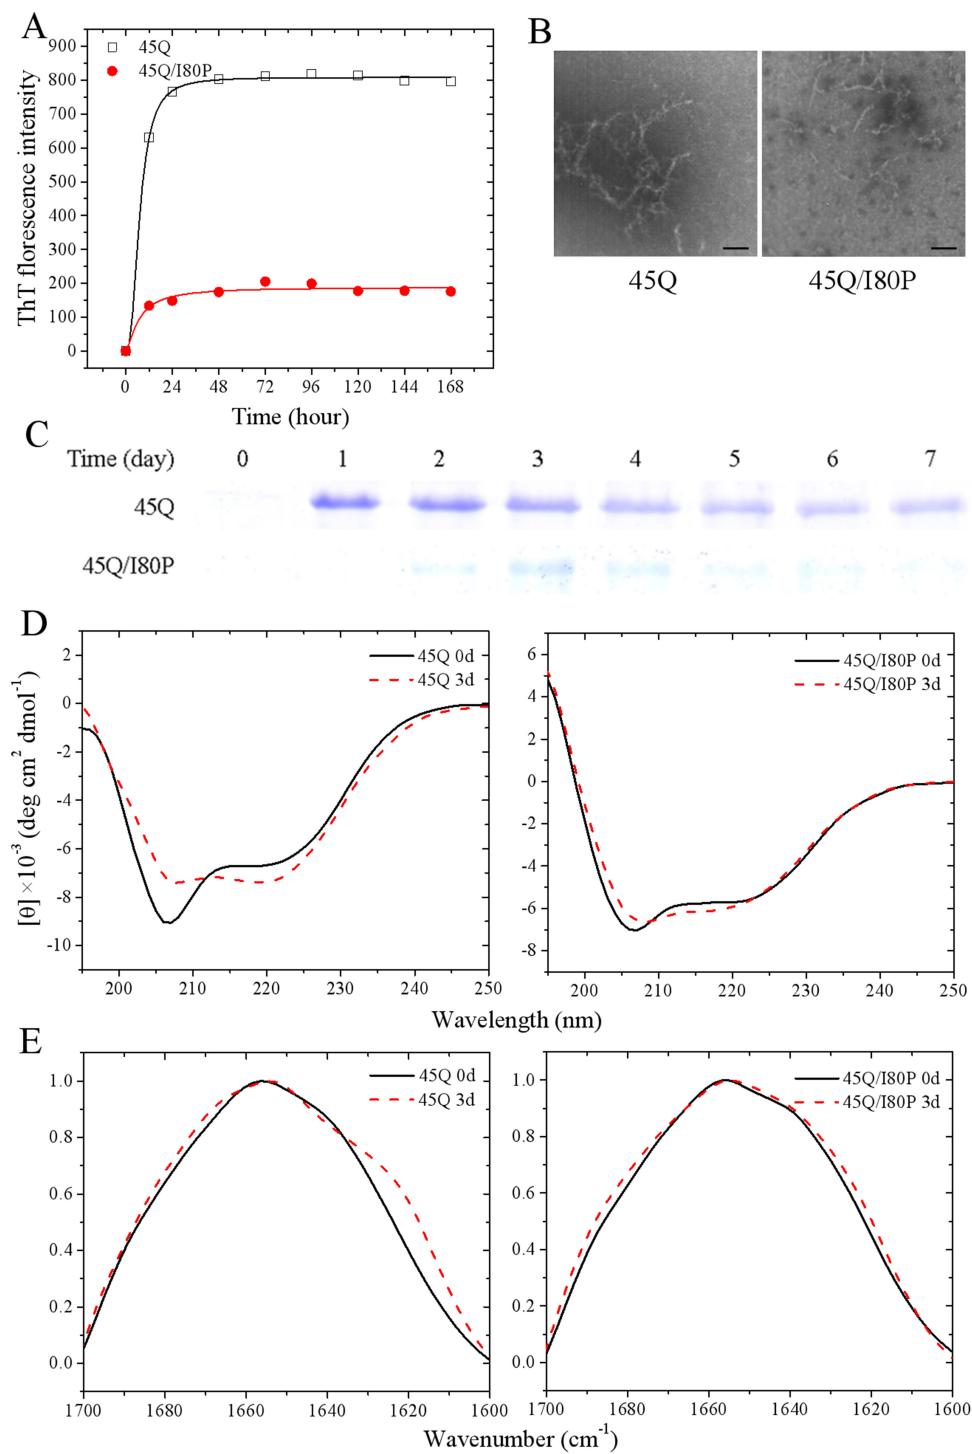 A
ThT florescence intensity
900
800
700
600
500
400
300
200
100
0
45Q
45Q/I80P
0 24 48 72 96 120 144 168
Time (hour)
B
45Q 45Q/I80P
C
Time (day) 0 1 2 3 4 5 6 7
45Q
45Q/I80P
D
[θ] ×10⁻³ (deg cm² dmol⁻¹)
2
0
-2
-4
-6
-8
-10
45Q 0d
45Q 3d
200 210 220 230 240 250
6
4
2
0
-2
-4
-6
-8
45Q/I80P 0d
45Q/I80P 3d
200 210 220 230 240 250
Wavelength (nm)
E
1.0
0.8
0.6
0.4
0.2
0.0
45Q 0d
45Q 3d
1700 1680 1660 1640 1620 1600
1.0
0.8
0.6
0.4
0.2
0.0
45Q/I80P 0d
45Q/I80P 3d
1700 1680 1660 1640 1620 1600
Wavenumber (cm⁻¹)